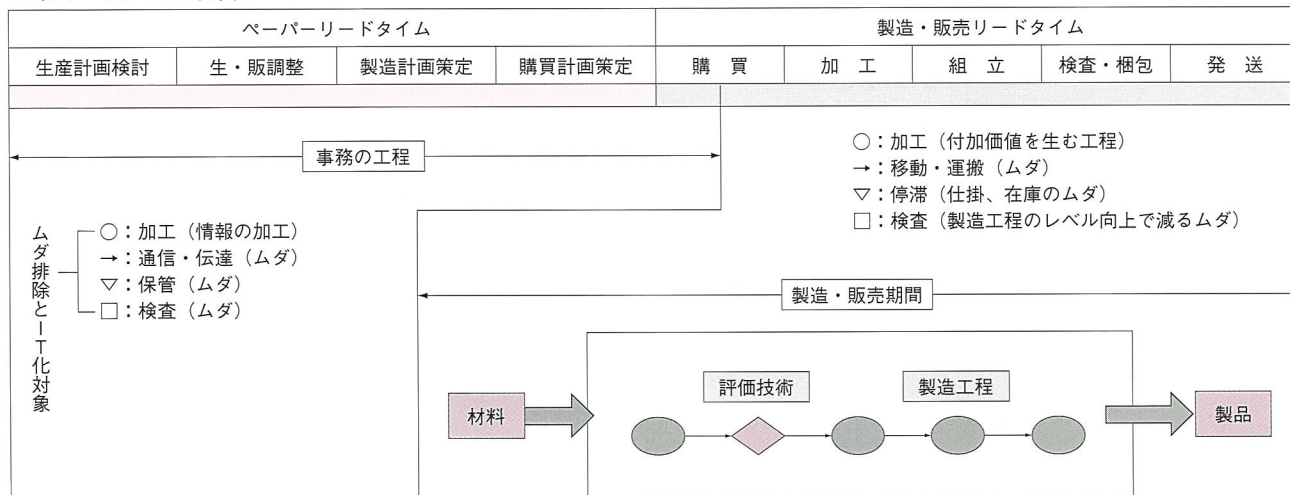 ペーパーリードタイム
製造・販売リードタイム
生産計画検討
生・販調整
製造計画策定
購買計画策定
購　買
加　工
組　立
検査・梱包
発　送
事務の工程
○：加工（付加価値を生む工程）
→：移動・運搬（ムダ）
▽：停滞（仕掛、在庫のムダ）
□：検査（製造工程のレベル向上で減るムダ）
ムダ排除とIT化対象
○：加工（情報の加工）
→：通信・伝達（ムダ）
▽：保管（ムダ）
□：検査（ムダ）
製造・販売期間
評価技術
製造工程
材料
製品